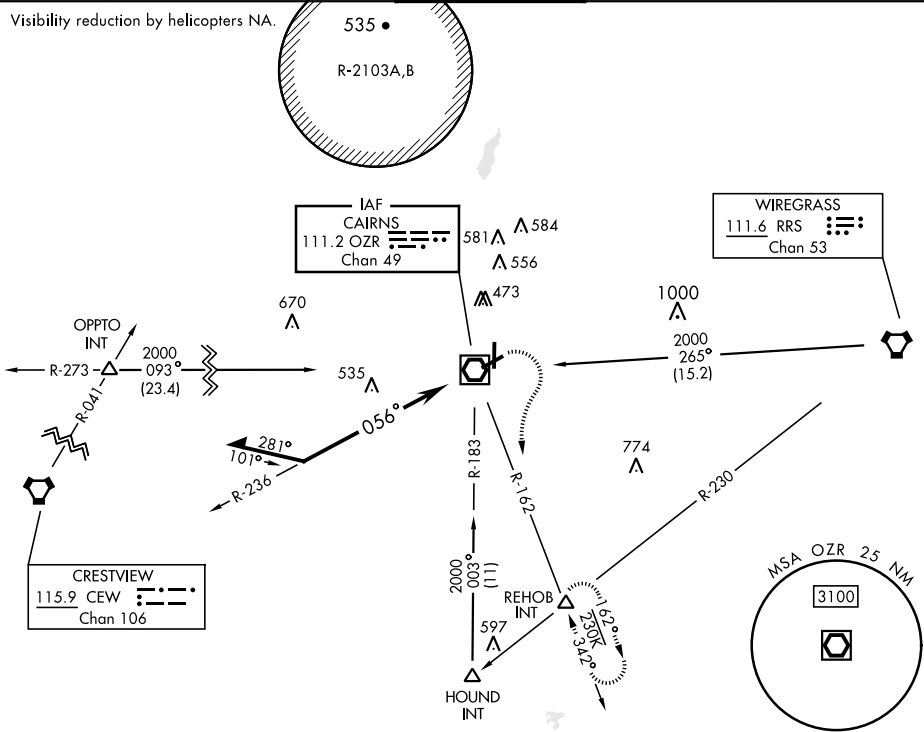 Visibility reduction by helicopters NA.
535
R-2103A,B
IAF
CAIRNS
111.2 OZR
Chan 49
581
584
556
473
WIREGRASS
111.6 RRS
Chan 53
670
1000
OPPTO
INT
R-273
2000
093°
(23.4)
2000
265°
(15.2)
535
R-041
056°
281°
101°
R-236
R-183
R-162
774
R-230
CRESTVIEW
115.9 CEW
Chan 106
2000
003°
(11)
REHOB
INT
162°
230K
342°
597
HOUND
INT
MSA OZR 25 NM
3100